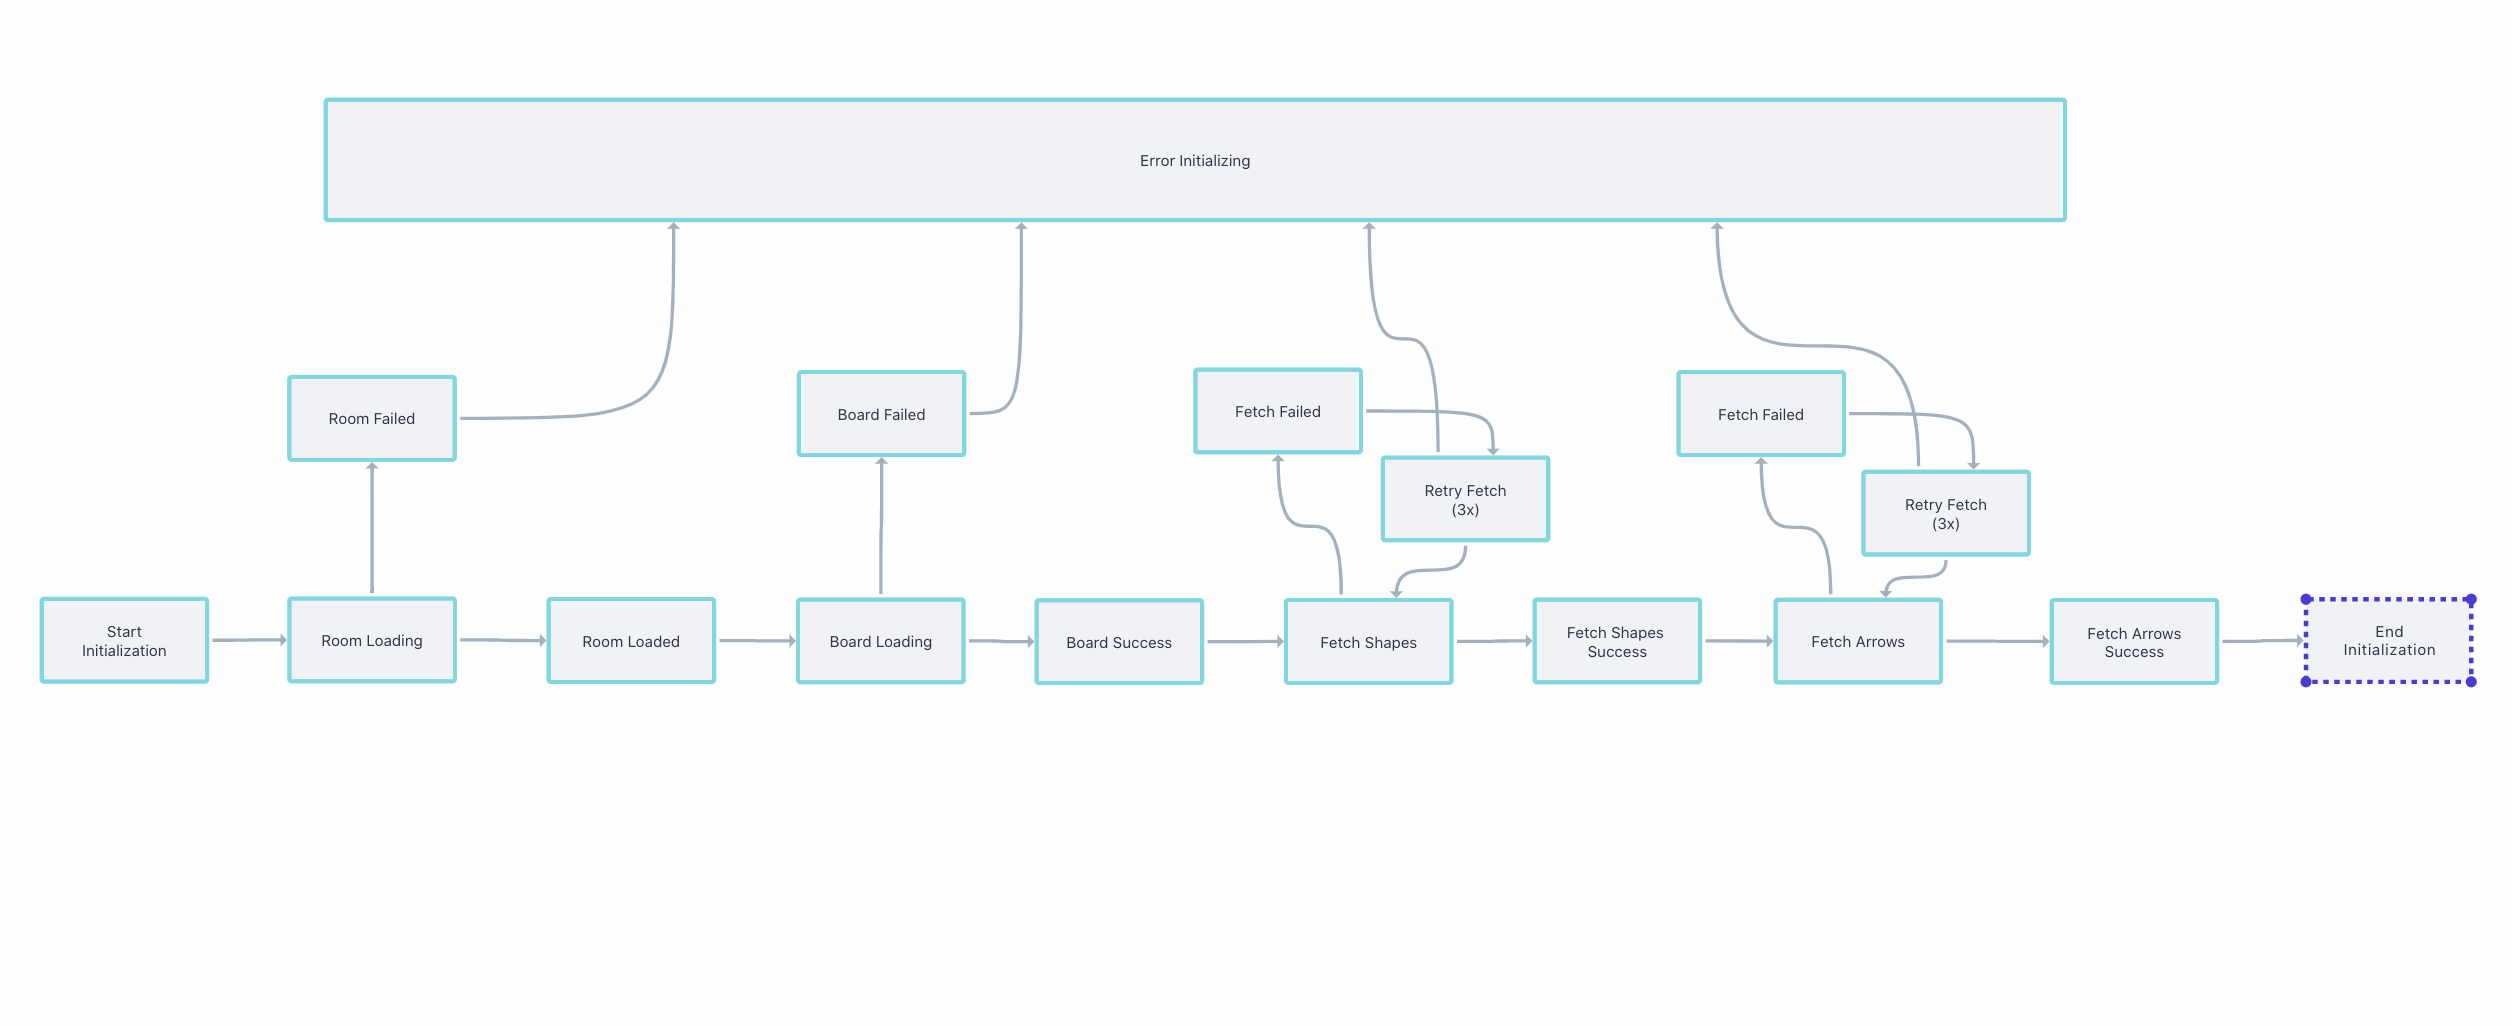 Error Initializing
Room Failed
Board Failed
Fetch Failed
Fetch Failed
Retry Fetch
(3x)
Retry Fetch
(3x)
Start
Initialization
Room Loading
Room Loaded
Board Loading
Board Success
Fetch Shapes
Fetch Shapes
Success
Fetch Arrows
Fetch Arrows
Success
End
Initialization